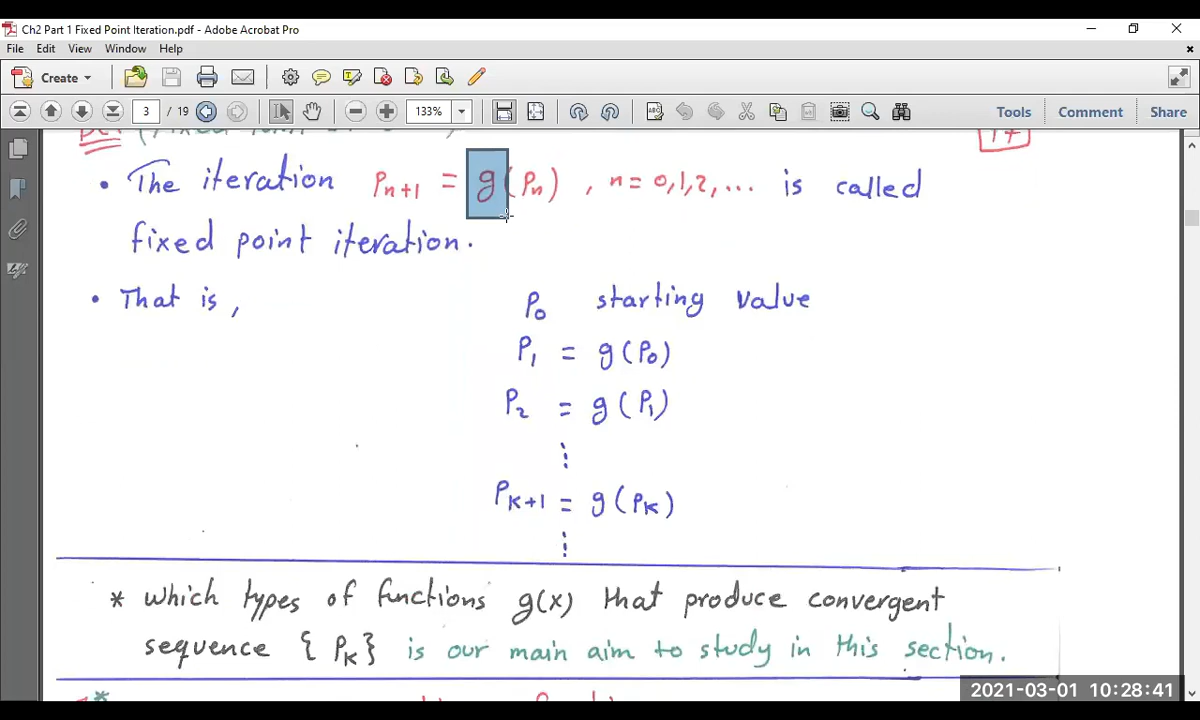 Ch2 Part 1 Fixed Point Iteration.pdf - Adobe Acrobat Pro
File Edit View Window Help
Create
3 / 19 133% Tools Comment Share
17
• The iteration Pn+1 = g(Pn) , n = 0,1,2, ... is called
fixed point iteration.
• That is, P0 starting value
P1 = g(P0)
P2 = g(P1)
⋮
PK+1 = g(PK)
⋮
* which types of functions g(x) that produce convergent
sequence {PK} is our main aim to study in this section.
2021-03-01 10:28:41